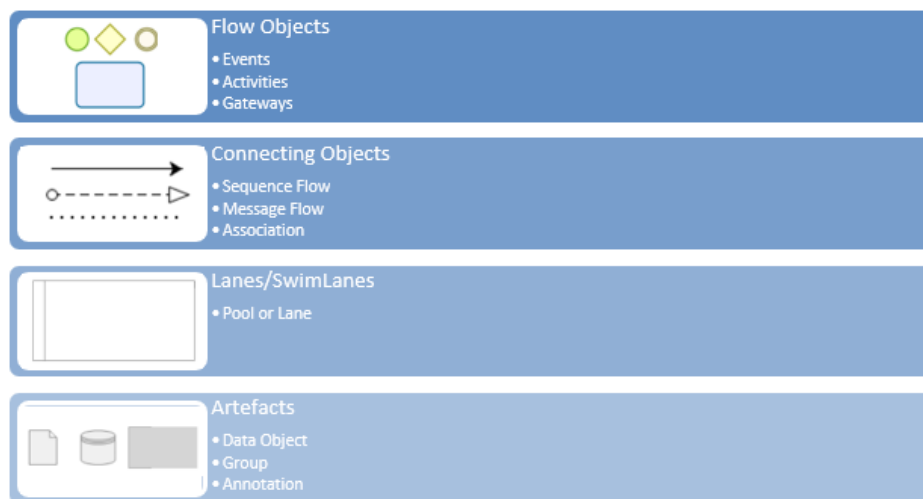 Flow Objects
• Events
• Activities
• Gateways
Connecting Objects
• Sequence Flow
• Message Flow
• Association
Lanes/SwimLanes
• Pool or Lane
Artefacts
• Data Object
• Group
• Annotation